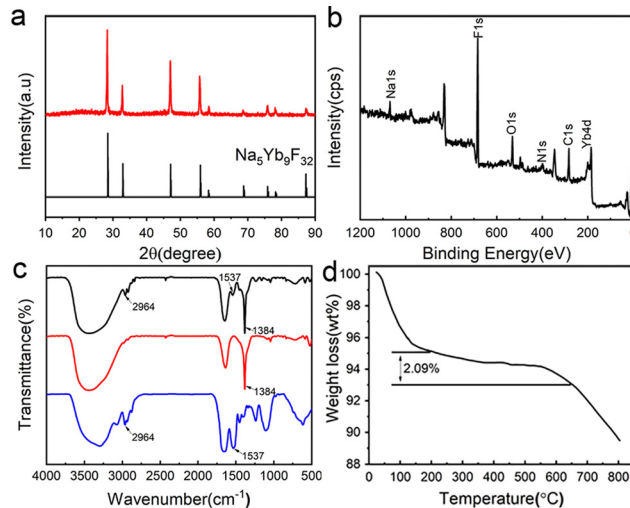 a
Intensity(a.u)
Na5Yb9F32
10 20 30 40 50 60 70 80 90
2θ(degree)
b
Intensity(cps)
Na1s
F1s
O1s
N1s
C1s
Yb4d
1200 1000 800 600 400 200 0
Binding Energy(eV)
c
Transmittance(%)
2964
1537
1384
1384
2964
1537
4000 3500 3000 2500 2000 1500 1000 500
Wavenumber(cm-1)
d
Weight loss(wt%)
100
98
96
94
92
90
88
2.09%
0 100 200 300 400 500 600 700 800
Temperature(°C)